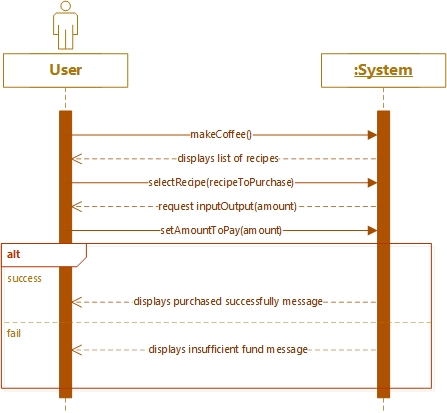 User
:System
makeCoffee()
displays list of recipes
selectRecipe(recipeToPurchase)
request inputOutput(amount)
setAmountToPay(amount)
alt
success
displays purchased successfully message
fail
displays insufficient fund message